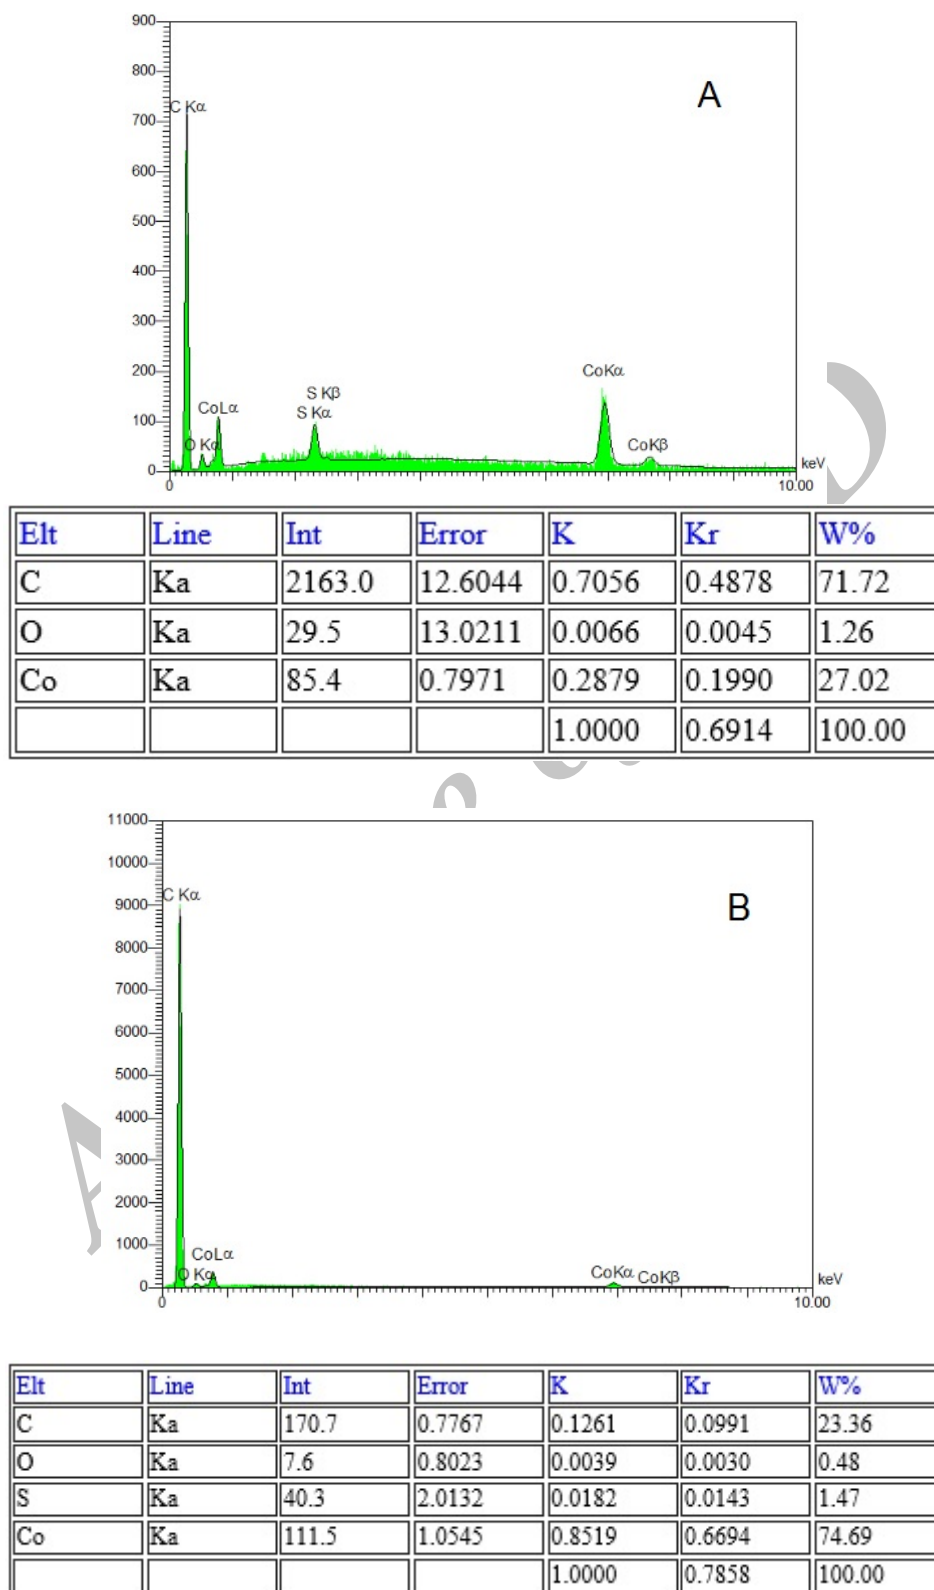 900
800
A
C Kα
700
600
500
400
300
200
CoKα
S Kβ
CoLα
S Kα
100
O Kα
CoKβ
0
keV
0
10.00
Elt Line Int Error K Kr W%
C Ka 2163.0 12.6044 0.7056 0.4878 71.72
O Ka 29.5 13.0211 0.0066 0.0045 1.26
Co Ka 85.4 0.7971 0.2879 0.1990 27.02
1.0000 0.6914 100.00
11000
10000
C Kα
B
9000
8000
7000
6000
5000
4000
3000
2000
1000
CoLα
O Kα
CoKα
CoKβ
0
keV
0
10.00
Elt Line Int Error K Kr W%
C Ka 170.7 0.7767 0.1261 0.0991 23.36
O Ka 7.6 0.8023 0.0039 0.0030 0.48
S Ka 40.3 2.0132 0.0182 0.0143 1.47
Co Ka 111.5 1.0545 0.8519 0.6694 74.69
1.0000 0.7858 100.00